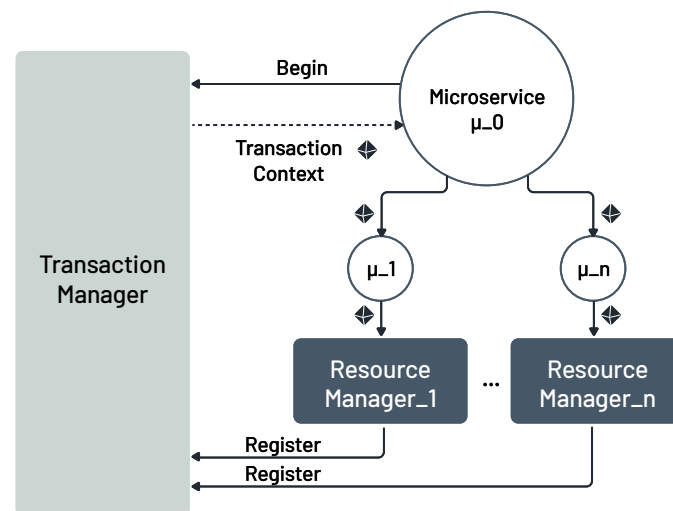 Begin
Microservice
μ_0
Transaction
Context
Transaction
Manager
μ_1
μ_n
Resource
Manager_1
...
Resource
Manager_n
Register
Register